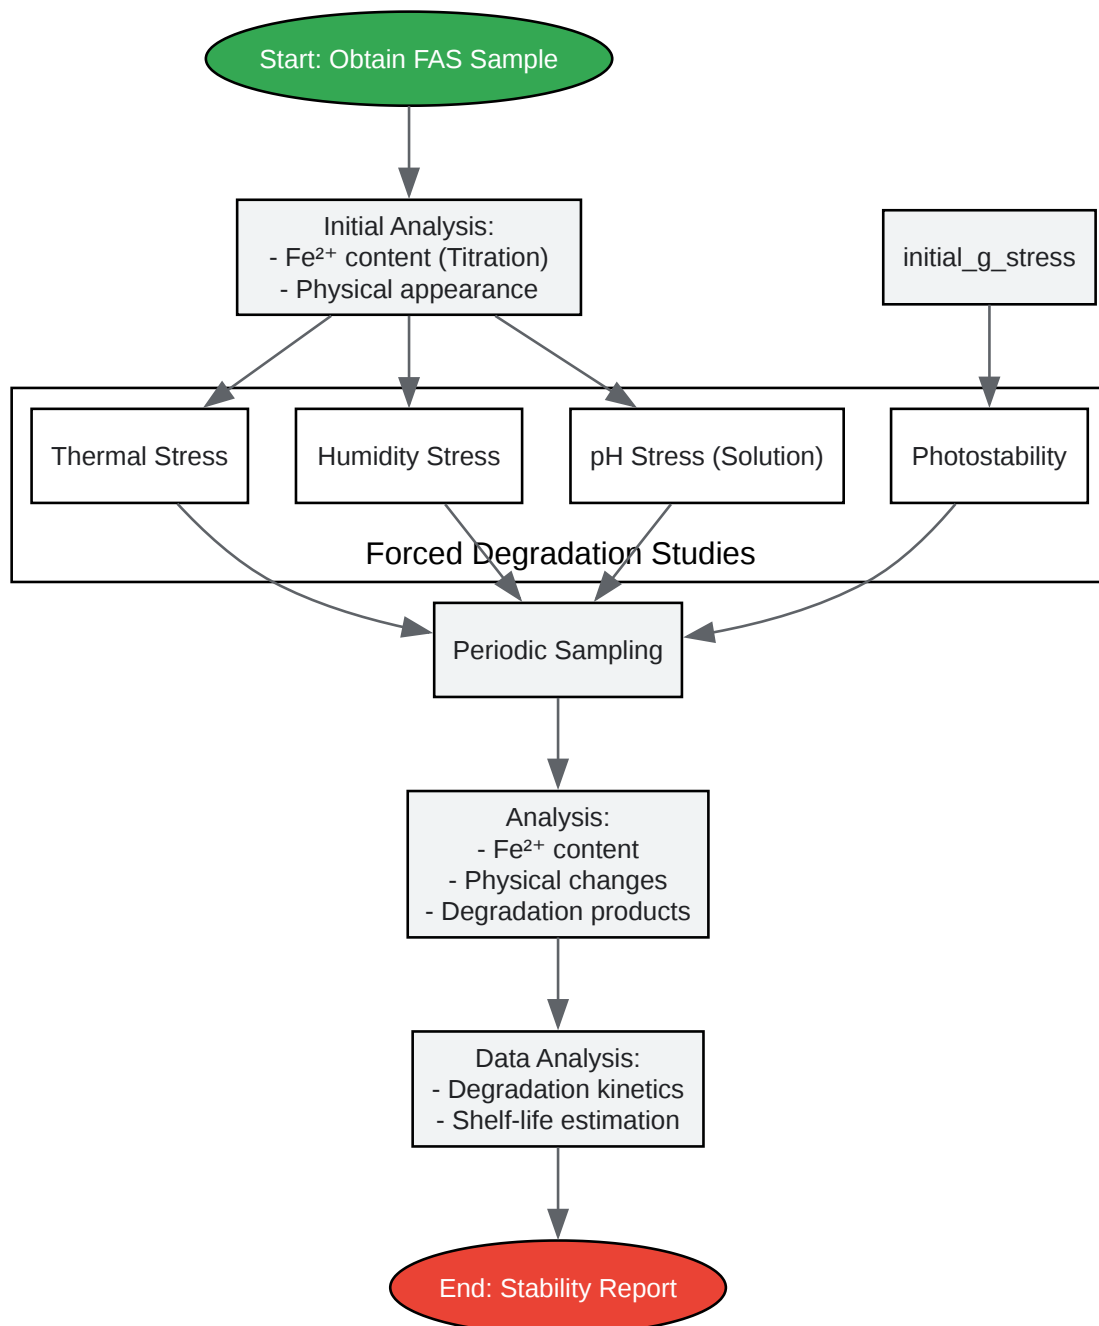 Start: Obtain FAS Sample
Initial Analysis:
- Fe²⁺ content (Titration)
- Physical appearance
initial_g_stress
Thermal Stress
Humidity Stress
pH Stress (Solution)
Photostability
Forced Degradation Studies
Periodic Sampling
Analysis:
- Fe²⁺ content
- Physical changes
- Degradation products
Data Analysis:
- Degradation kinetics
- Shelf-life estimation
End: Stability Report